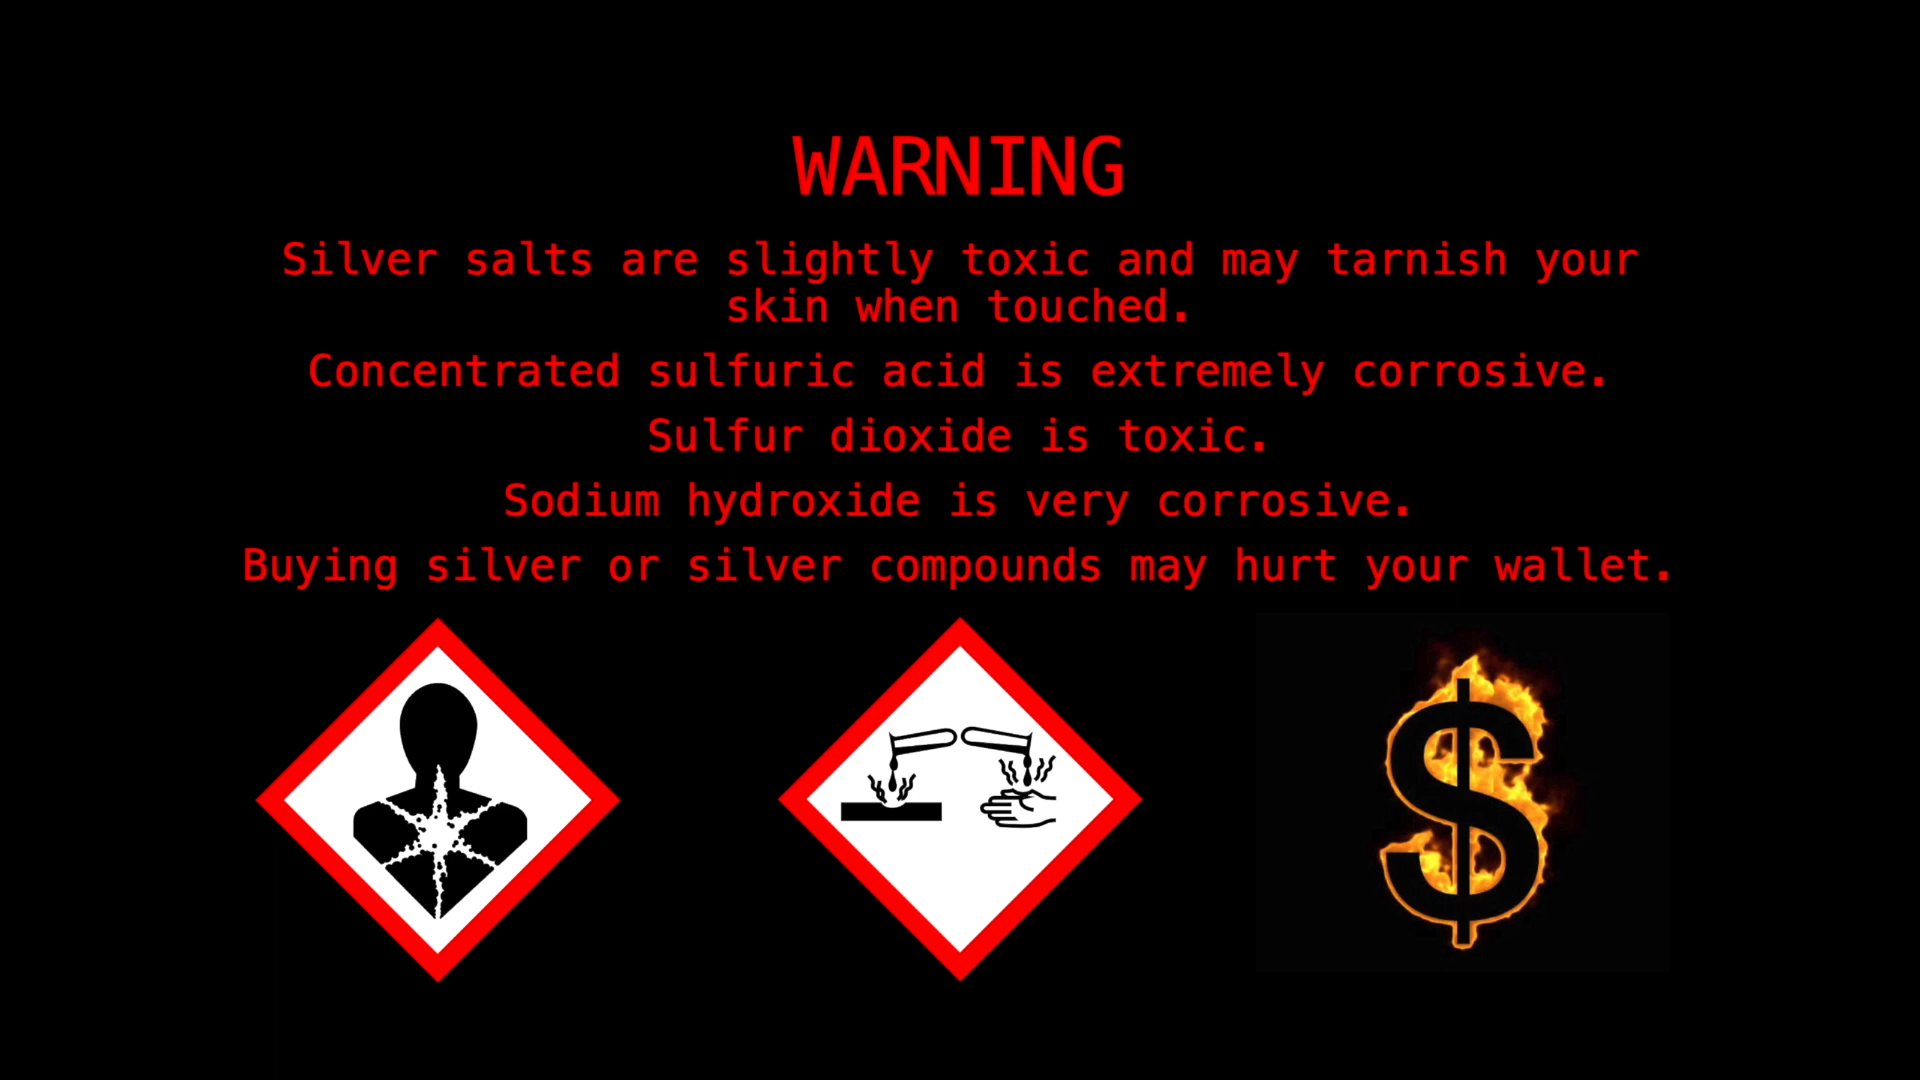 WARNING
Silver salts are slightly toxic and may tarnish your
skin when touched.
Concentrated sulfuric acid is extremely corrosive.
Sulfur dioxide is toxic.
Sodium hydroxide is very corrosive.
Buying silver or silver compounds may hurt your wallet.
$